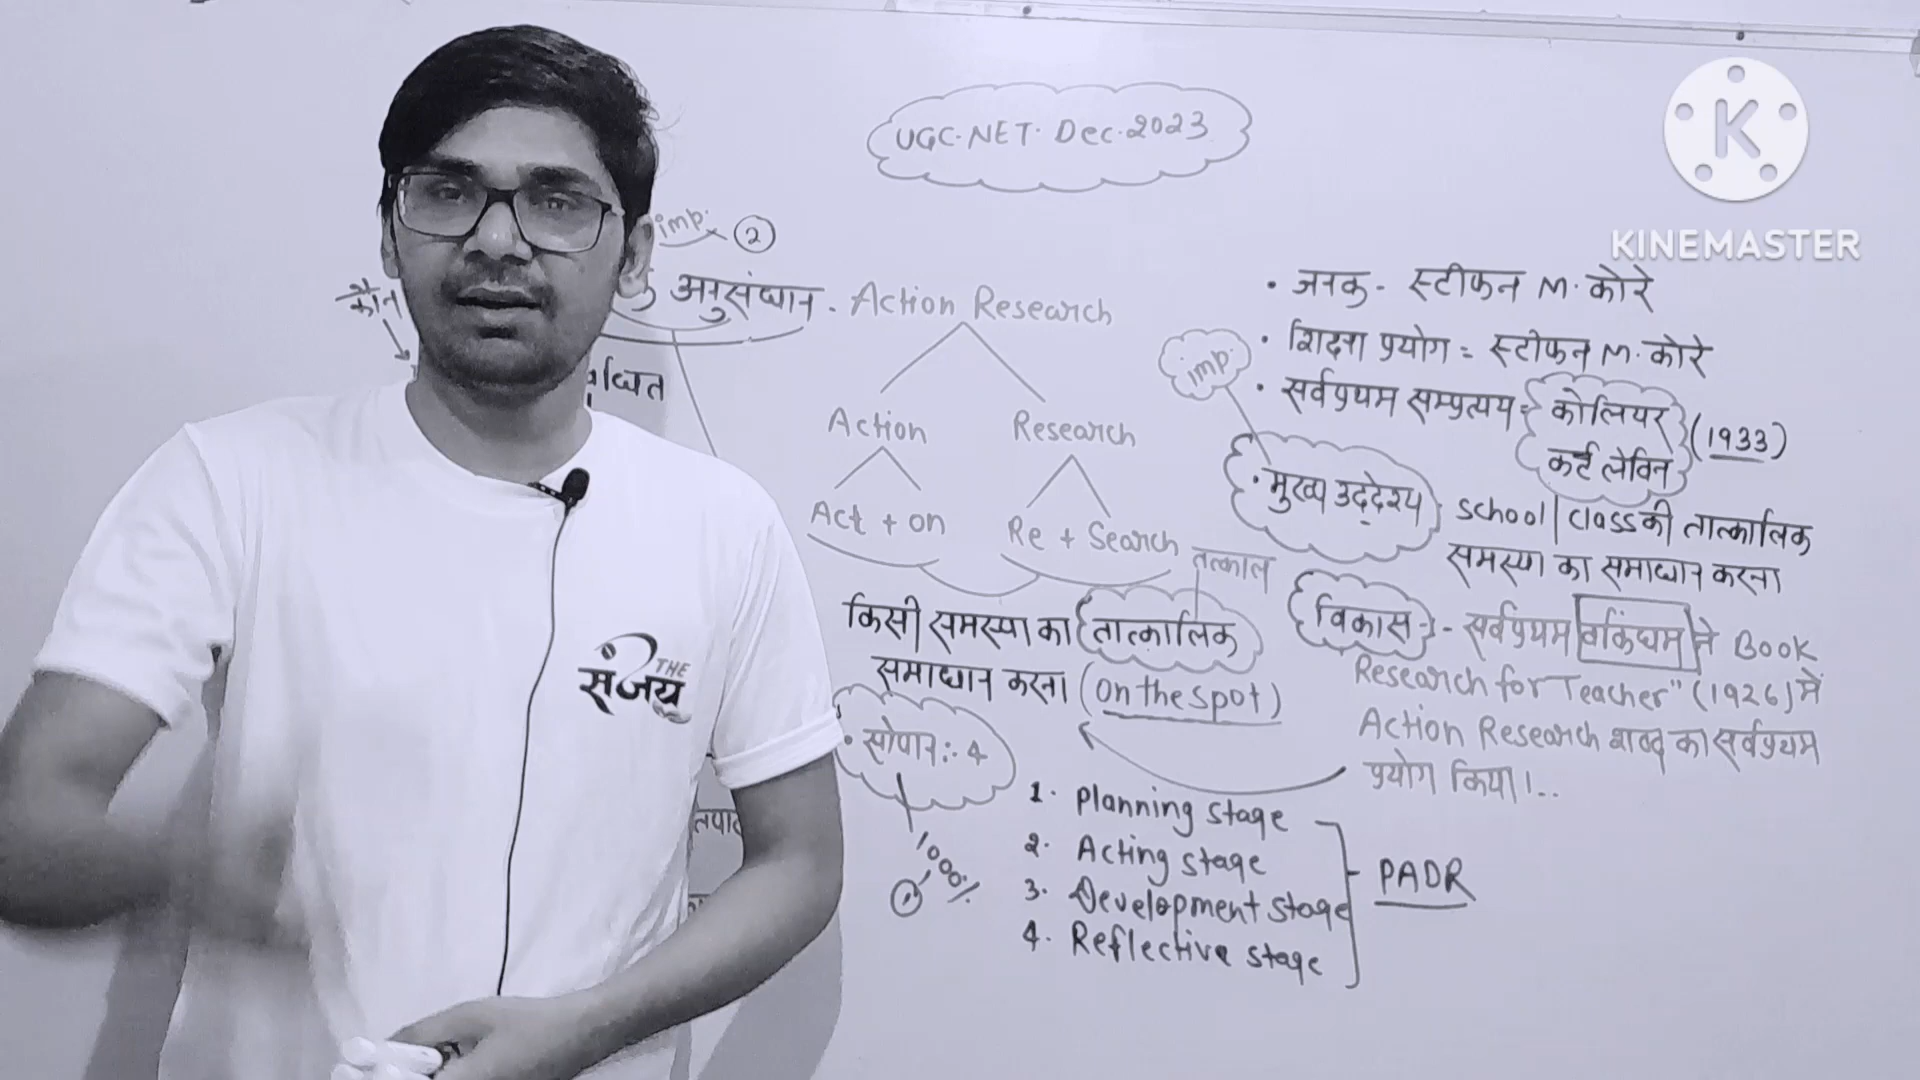 UGC-NET- Dec.2023
KINEMASTER
imp. 2
अनुसंधान - Action Research
Action Research
Act + on Re + Search
तत्काल
किसी समस्या का तात्कालिक
समाधान करना (on the spot)
• सोपान :- 4
100%
1. Planning stage
2. Acting stage
3. Development stage
4. Reflective stage
PADR
• जनक - स्टीफन M. कोरे
• शिक्षा प्रयोग = स्टीफन M. कोरे
imp.
• सर्वप्रथम सम्प्रत्यय = कोलियर (1933)
कर्ट लेविन
• मुख्य उद्देश्य school | class की तात्कालिक
समस्या का समाधान करना
विकास :- सर्वप्रथम बकिंघम ने Book
Research for Teacher" (1926) में
Action Research शब्द का सर्वप्रथम
प्रयोग किया।..
THE
संजय